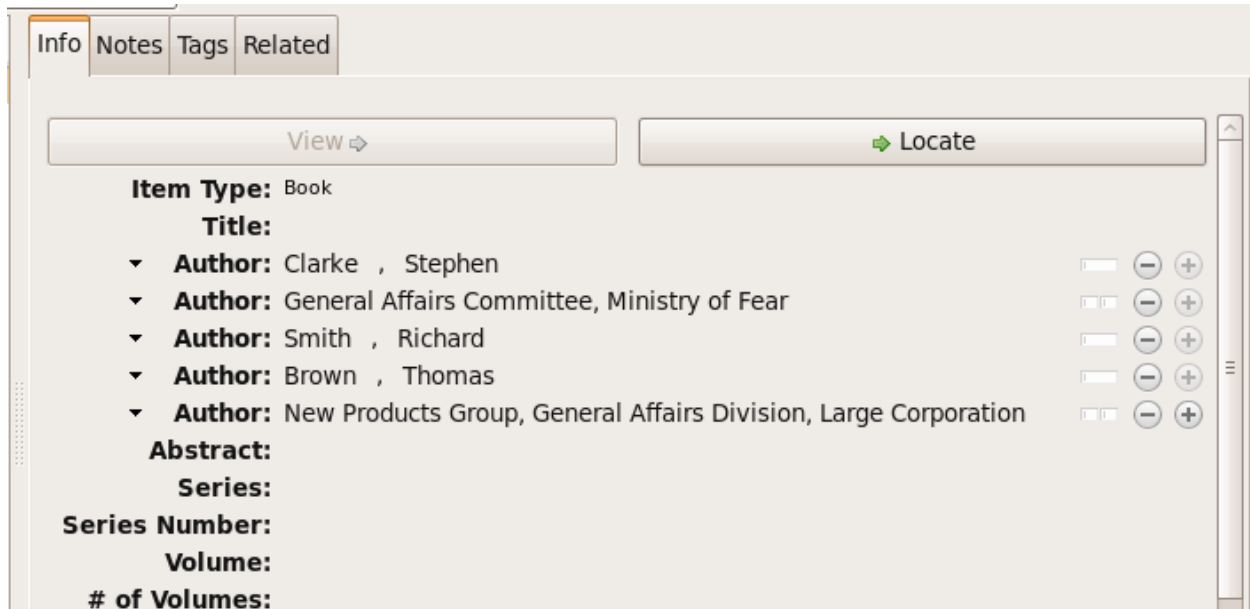 Info Notes Tags Related
View Locate
Item Type: Book
Title:
Author: Clarke , Stephen
Author: General Affairs Committee, Ministry of Fear
Author: Smith , Richard
Author: Brown , Thomas
Author: New Products Group, General Affairs Division, Large Corporation
Abstract:
Series:
Series Number:
Volume:
# of Volumes: